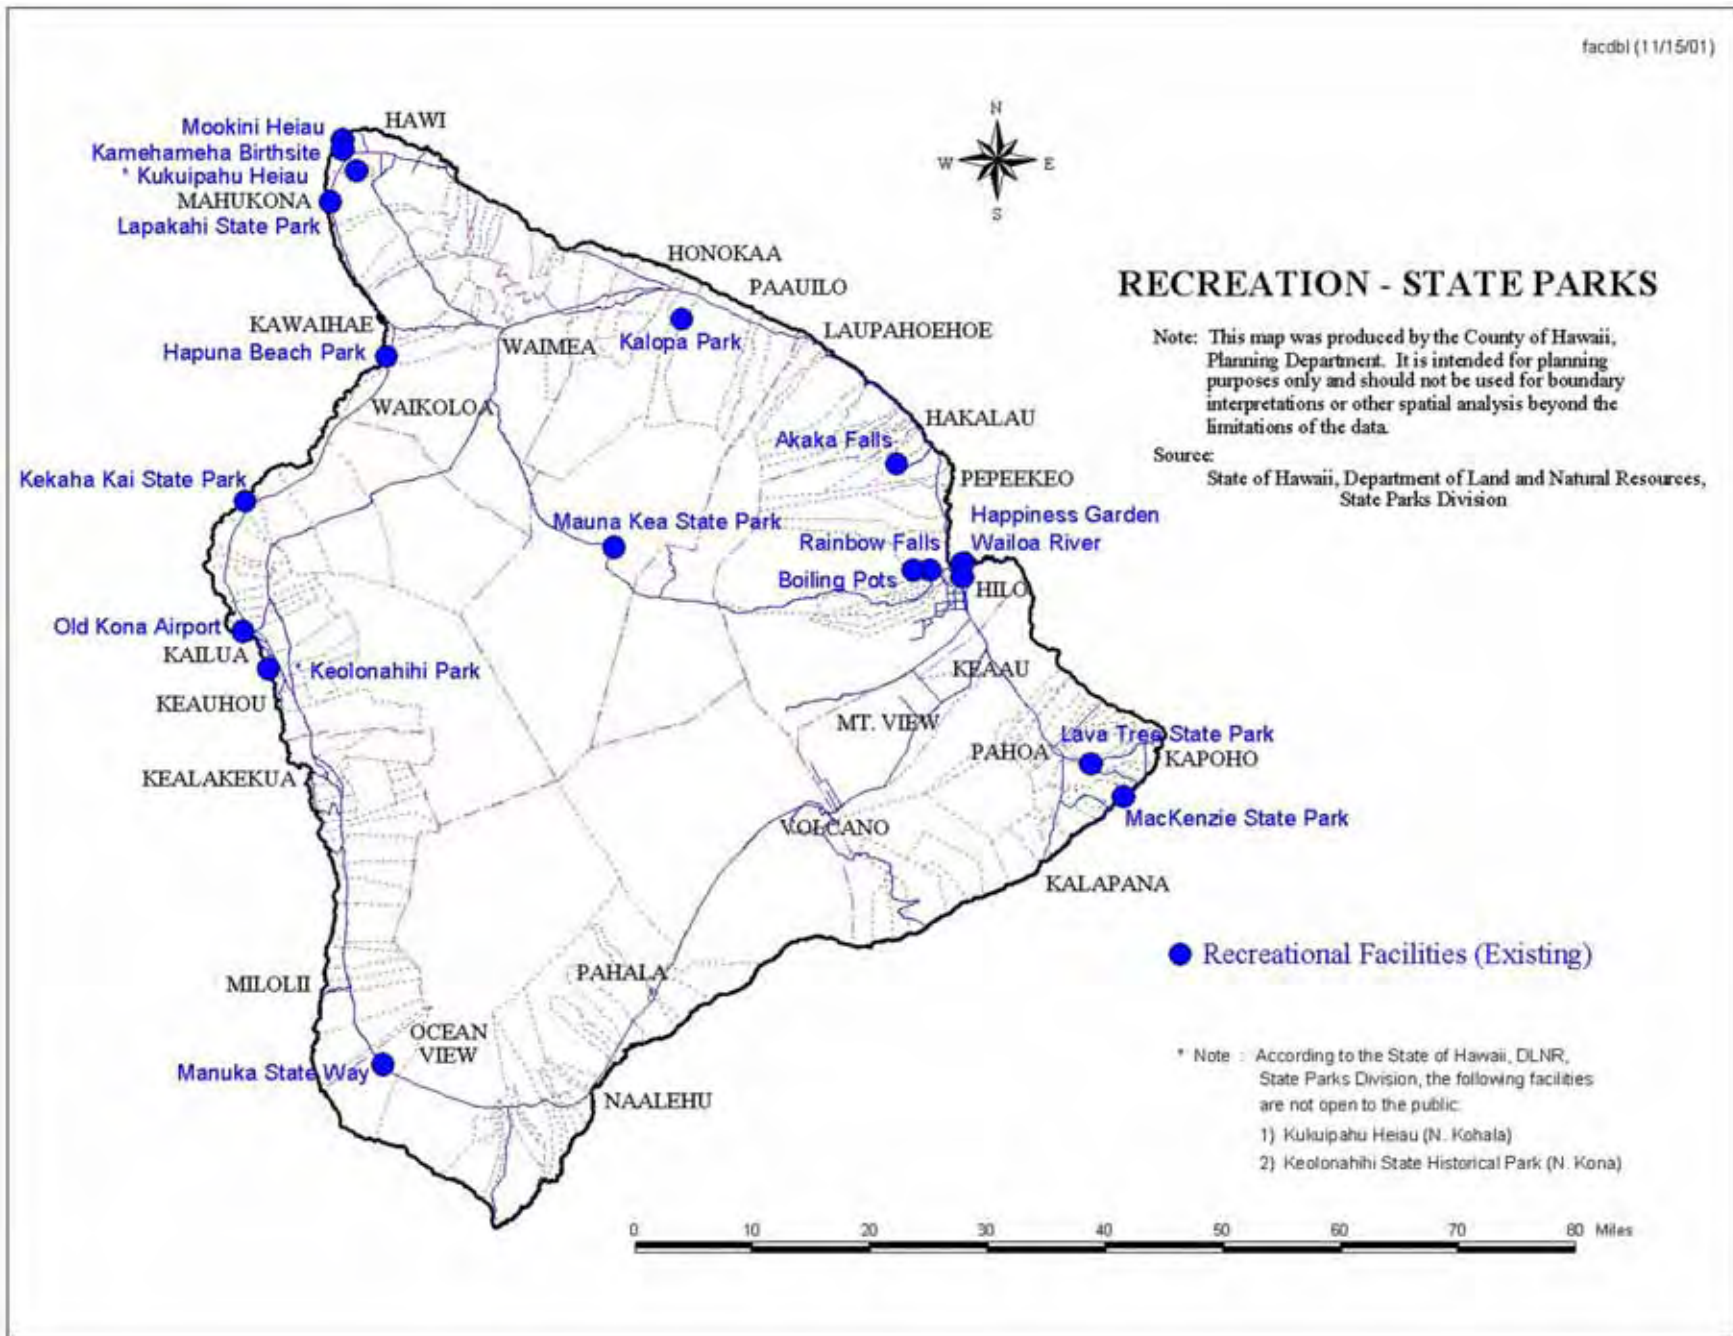 facdbl (11/15/01)
Mookini Heiau
HAWI
Kamehameha Birthsite
* Kukuipahu Heiau
MAHUKONA
Lapakahi State Park
N
W
E
S
HONOKAA
PAAUILO
RECREATION - STATE PARKS
KAWAIHAE
Hapuna Beach Park
WAIMEA
Kalopa Park
LAUPAHOEHOE
Note: This map was produced by the County of Hawaii,
Planning Department. It is intended for planning
purposes only and should not be used for boundary
interpretations or other spatial analysis beyond the
limitations of the data.
Source:
State of Hawaii, Department of Land and Natural Resources,
State Parks Division
WAIKOLOA
HAKALAU
Akaka Falls
Kekaha Kai State Park
PEPEEKEO
Mauna Kea State Park
Happiness Garden
Rainbow Falls
Wailoa River
Boiling Pots
HILO
Old Kona Airport
KAILUA
* Keolonahihi Park
KEAUHOU
KEAAU
MT. VIEW
Lava Tree State Park
PAHOA
KAPOHO
KEALAKEKUA
MacKenzie State Park
VOLCANO
KALAPANA
Recreational Facilities (Existing)
PAHALA
MILOLII
OCEAN
VIEW
Manuka State Way
NAALEHU
* Note : According to the State of Hawaii, DLNR,
State Parks Division, the following facilities
are not open to the public:
1) Kukuipahu Heiau (N. Kohala)
2) Keolonahihi State Historical Park (N. Kona)
0 10 20 30 40 50 60 70 80 Miles